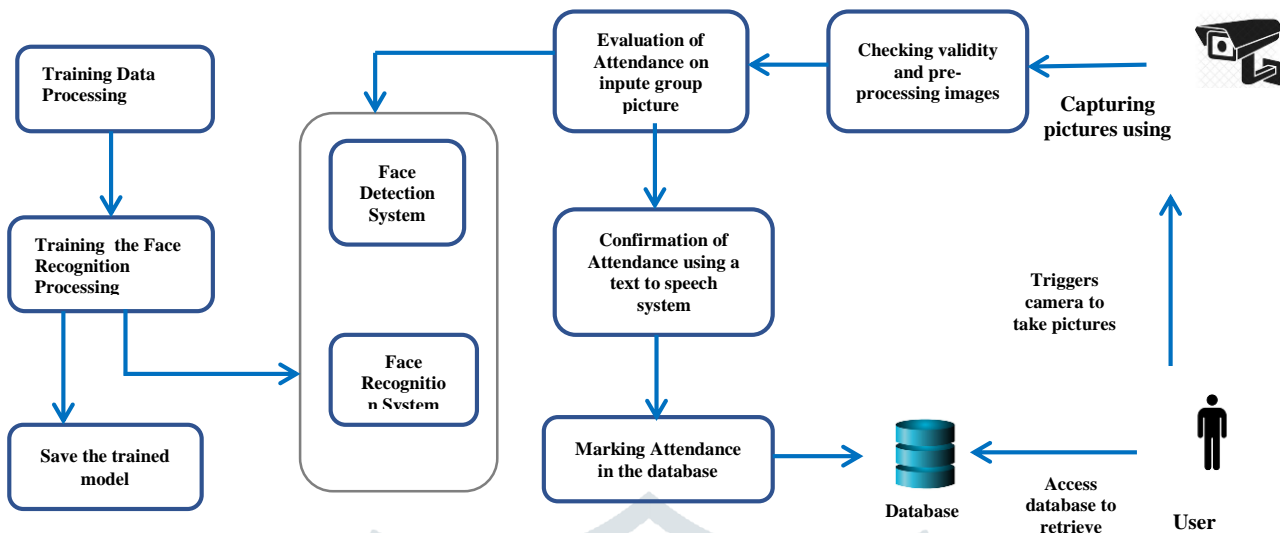 Training Data
Processing
Training  the Face
Recognition
Processing
Save the trained
model
Face
Detection
System
Face
Recognitio
n System
Evaluation of
Attendance on
inpute group
picture
Confirmation of
Attendance using a
text to speech
system
Marking Attendance
in the database
Checking validity
and pre-
processing images
Capturing
pictures using
Triggers
camera to
take pictures
Database
Access
database to
retrieve
User